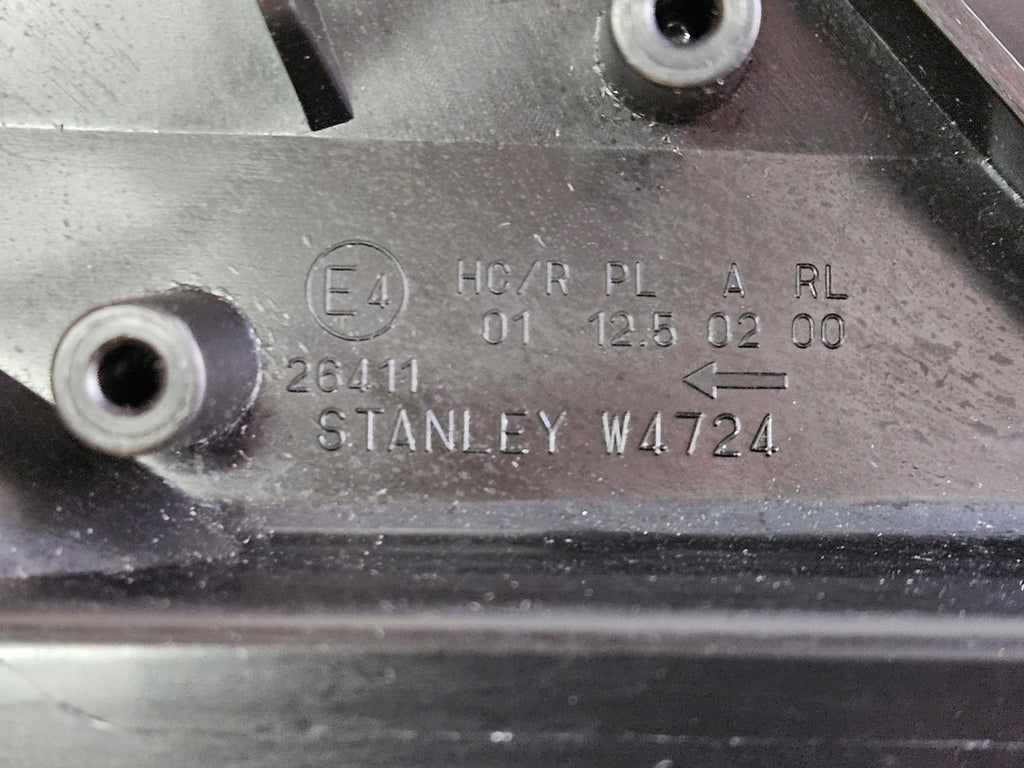 E4 HC/R PL A RL
01 12.5 02 00
26411 ←
STANLEY W4724